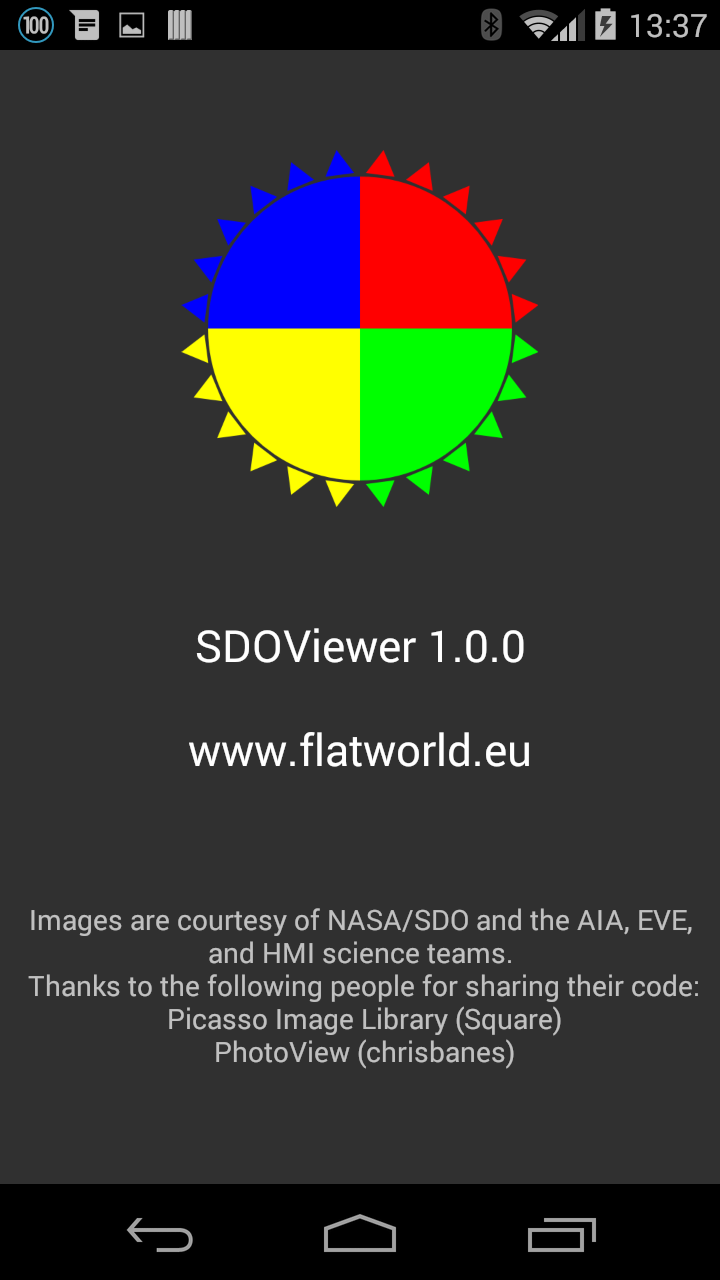 100 13:37
SDOViewer 1.0.0
www.flatworld.eu
Images are courtesy of NASA/SDO and the AIA, EVE,
and HMI science teams.
Thanks to the following people for sharing their code:
Picasso Image Library (Square)
PhotoView (chrisbanes)